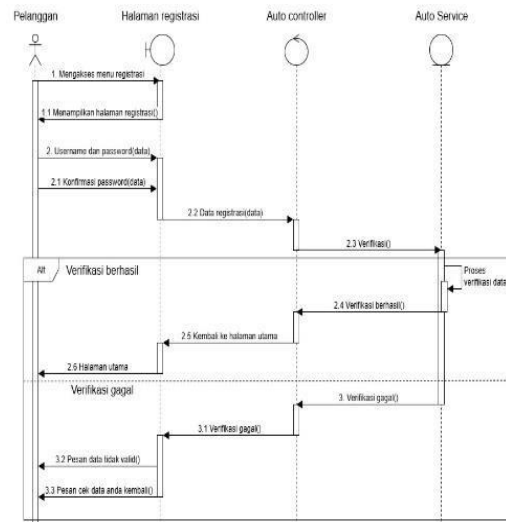 Pelanggan
Halaman registrasi
Auto controller
Auto Service
1. Mengakses menu registrasi
1.1 Menampilkan halaman registrasi()
2. Username dan password(data)
2.1 Konfirmasi password(data)
2.2 Data registrasi(data)
2.3 Verifikasi()
Alt
Verifikasi berhasil
Proses
verifikasi data
2.4 Verifikasi berhasil()
2.5 Kembali ke halaman utama
2.6 Halaman utama
Verifikasi gagal
3. Verifikasi gagal()
3.1 Verifikasi gagal()
3.2 Pesan data tidak valid()
3.3 Pesan cek data anda kembali()